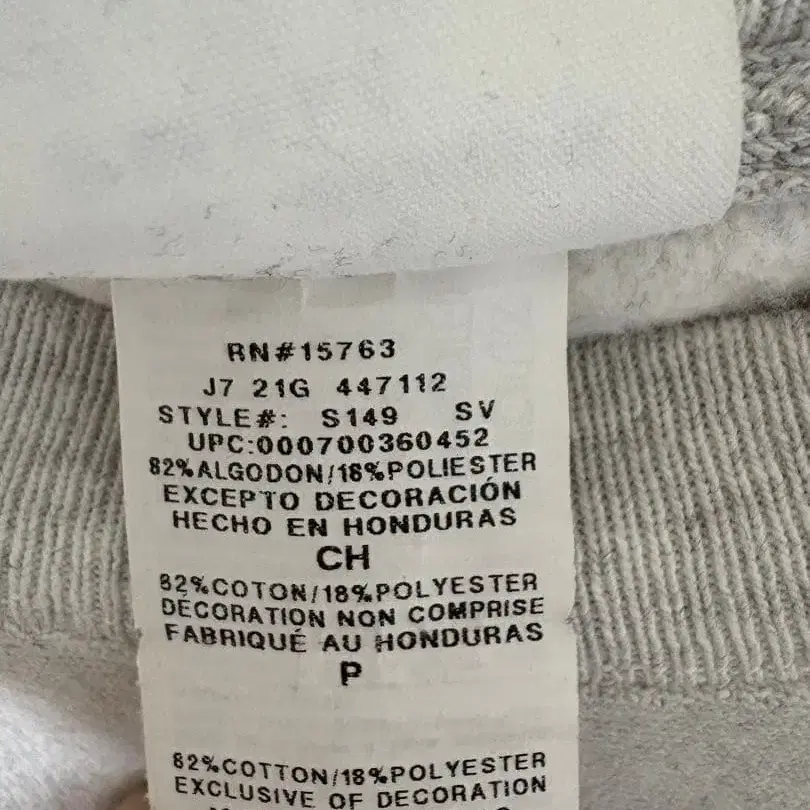 RN#15763
J7 21G 447112
STYLE#: S149 SV
UPC:000700360452
82%ALGODON/18%POLIESTER
EXCEPTO DECORACIÓN
HECHO EN HONDURAS
CH
82%COTON/18%POLYESTER
DECORATION NON COMPRISE
FABRIQUÉ AU HONDURAS
P
82%COTTON/18%POLYESTER
EXCLUSIVE OF DECORATION